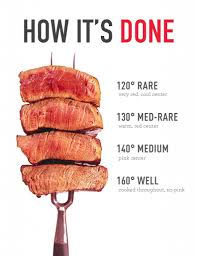 HOW IT'S DONE
120° RARE
very red, cool center
130° MED-RARE
warm, red center
140° MEDIUM
pink center
160° WELL
cooked throughout, no pink